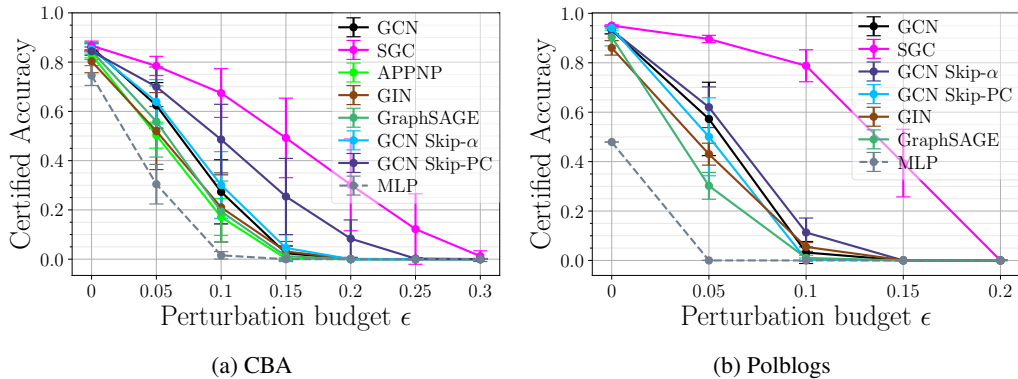 1.0
0.8
0.6
0.4
0.2
0.0
Certified Accuracy
0
0.05
0.1
0.15
0.2
0.25
0.3
Perturbation budget ϵ
GCN
SGC
APPNP
GIN
GraphSAGE
GCN Skip-α
GCN Skip-PC
MLP
(a) CBA
1.0
0.8
0.6
0.4
0.2
0.0
Certified Accuracy
0
0.05
0.1
0.15
0.2
Perturbation budget ϵ
GCN
SGC
GCN Skip-α
GCN Skip-PC
GIN
GraphSAGE
MLP
(b) Polblogs